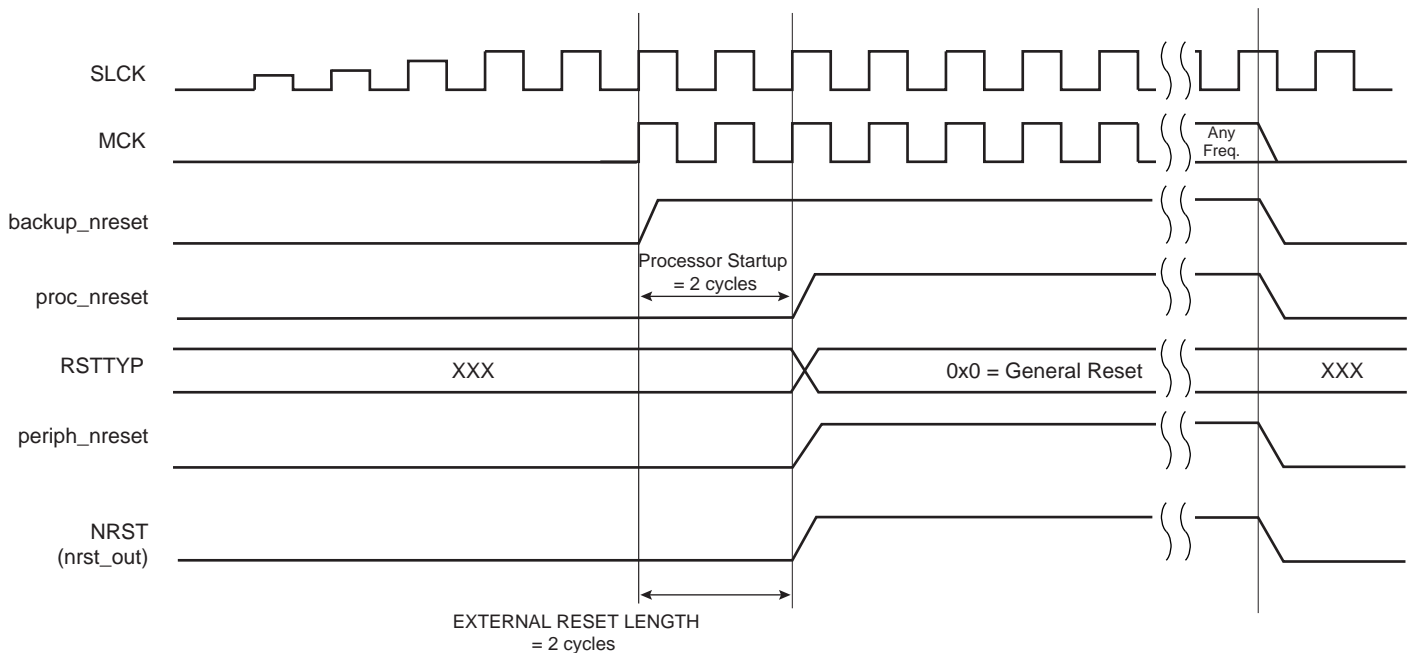 SLCK
MCK
Any
Freq.
backup_nreset
Processor Startup
= 2 cycles
proc_nreset
RSTTYP
XXX
0x0 = General Reset
XXX
periph_nreset
NRST
(nrst_out)
EXTERNAL RESET LENGTH
= 2 cycles